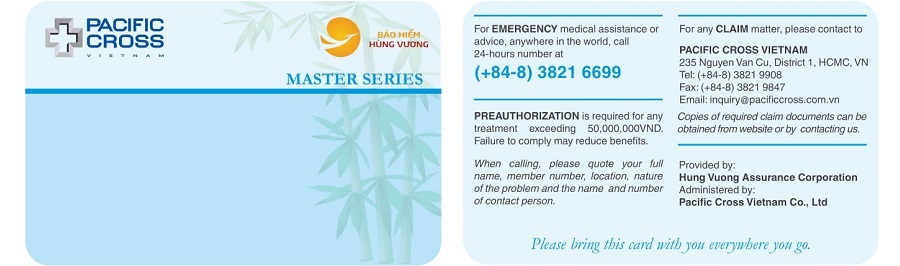 PACIFIC
CROSS
VIETNAM
BẢO HIỂM
HÙNG VƯƠNG
MASTER SERIES
For EMERGENCY medical assistance or
advice, anywhere in the world, call
24-hours number at
(+84-8) 3821 6699
PREAUTHORIZATION is required for any
treatment exceeding 50,000,000VND.
Failure to comply may reduce benefits.
When calling, please quote your full
name, member number, location, nature
of the problem and the name and number
of contact person.
For any CLAIM matter, please contact to
PACIFIC CROSS VIETNAM
235 Nguyen Van Cu, District 1, HCMC, VN
Tel: (+84-8) 3821 9908
Fax: (+84-8) 3821 9847
Email: inquiry@pacificcross.com.vn
Copies of required claim documents can be
obtained from website or by contacting us.
Provided by:
Hung Vuong Assurance Corporation
Administered by:
Pacific Cross Vietnam Co., Ltd
Please bring this card with you everywhere you go.